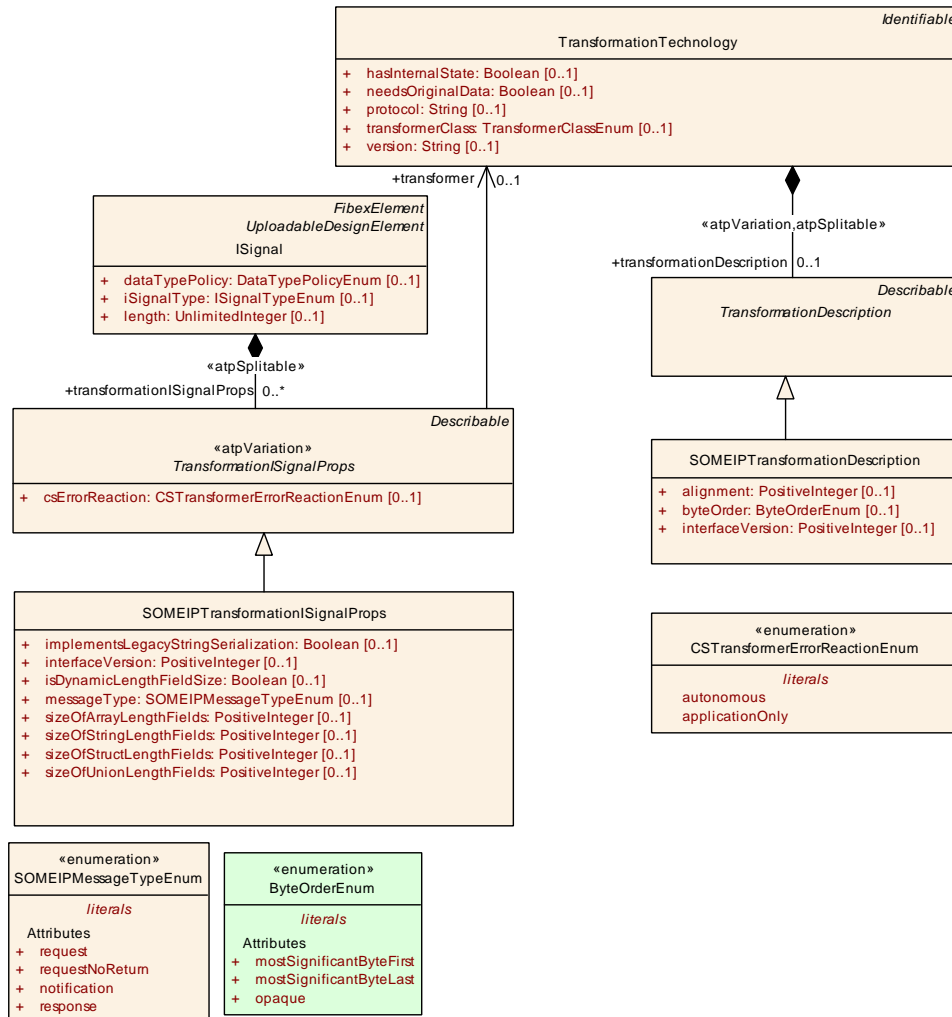 Identifiable
TransformationTechnology
+ hasInternalState: Boolean [0..1]
+ needsOriginalData: Boolean [0..1]
+ protocol: String [0..1]
+ transformerClass: TransformerClassEnum [0..1]
+ version: String [0..1]
+transformer 0..1
FibexElement
UploadableDesignElement
ISignal
+ dataTypePolicy: DataTypePolicyEnum [0..1]
+ iSignalType: ISignalTypeEnum [0..1]
+ length: UnlimitedInteger [0..1]
«atpVariation,atpSplitable»
+transformationDescription 0..1
Describable
TransformationDescription
«atpSplitable»
+transformationISignalProps 0..*
Describable
«atpVariation»
TransformationISignalProps
+ csErrorReaction: CSTransformerErrorReactionEnum [0..1]
SOMEIPTransformationDescription
+ alignment: PositiveInteger [0..1]
+ byteOrder: ByteOrderEnum [0..1]
+ interfaceVersion: PositiveInteger [0..1]
SOMEIPTransformationISignalProps
+ implementsLegacyStringSerialization: Boolean [0..1]
+ interfaceVersion: PositiveInteger [0..1]
+ isDynamicLengthFieldSize: Boolean [0..1]
+ messageType: SOMEIPMessageTypeEnum [0..1]
+ sizeOfArrayLengthFields: PositiveInteger [0..1]
+ sizeOfStringLengthFields: PositiveInteger [0..1]
+ sizeOfStructLengthFields: PositiveInteger [0..1]
+ sizeOfUnionLengthFields: PositiveInteger [0..1]
«enumeration»
CSTransformerErrorReactionEnum
literals
autonomous
applicationOnly
«enumeration»
SOMEIPMessageTypeEnum
literals
Attributes
+ request
+ requestNoReturn
+ notification
+ response
«enumeration»
ByteOrderEnum
literals
Attributes
+ mostSignificantByteFirst
+ mostSignificantByteLast
+ opaque